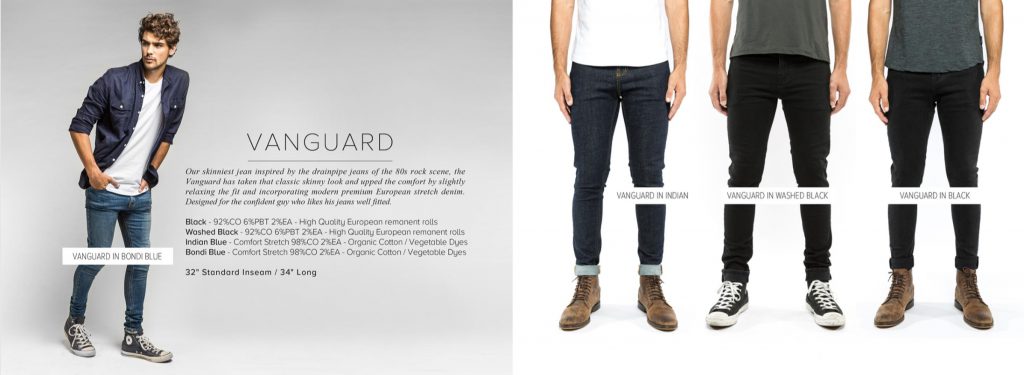 VANGUARD
Our skinniest jean inspired by the drainpipe jeans of the 80s rock scene, the
Vanguard has taken that classic skinny look and upped the comfort by slightly
relaxing the fit and incorporating modern premium European stretch denim.
Designed for the confident guy who likes his jeans well fitted.
Black - 92%CO 6%PBT 2%EA - High Quality European remanent rolls
Washed Black - 92%CO 6%PBT 2%EA - High Quality European remanent rolls
Indian Blue - Comfort Stretch 98%CO 2%EA - Organic Cotton / Vegetable Dyes
Bondi Blue - Comfort Stretch 98%CO 2%EA - Organic Cotton / Vegetable Dyes
32" Standard Inseam / 34" Long
VANGUARD IN BONDI BLUE
VANGUARD IN INDIAN
VANGUARD IN WASHED BLACK
VANGUARD IN BLACK